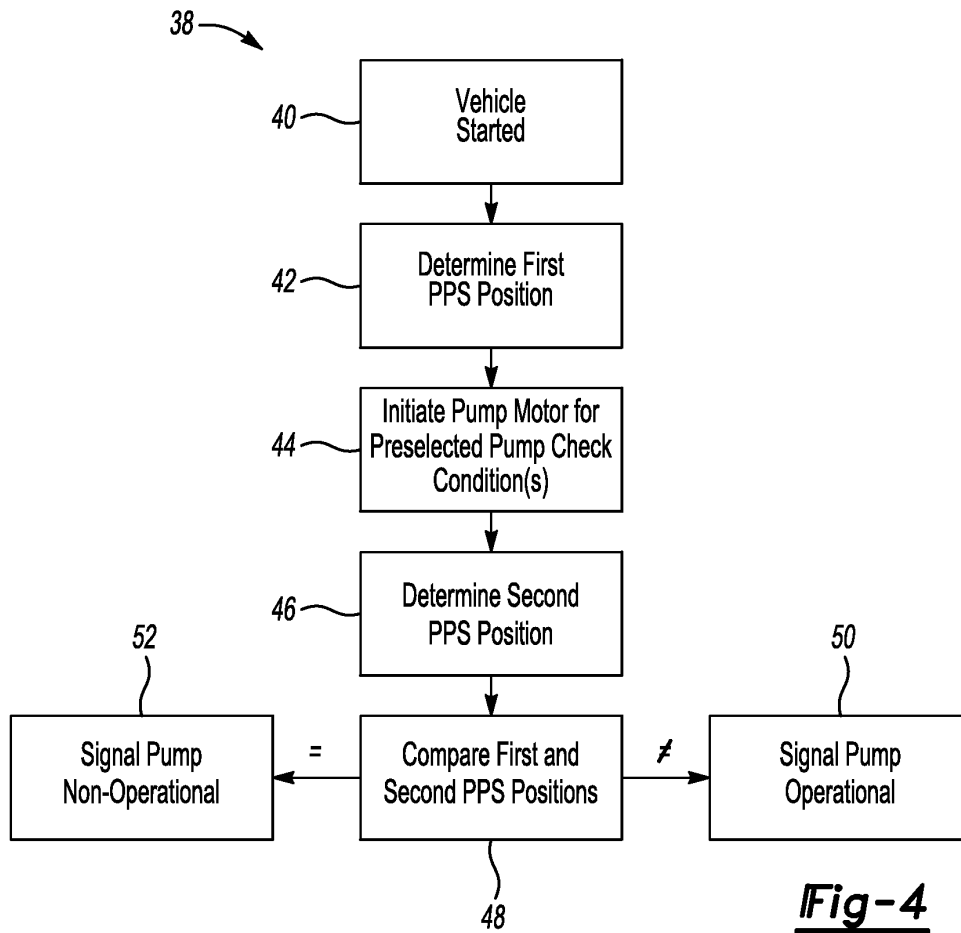 38
40
Vehicle
Started
42
Determine First
PPS Position
44
Initiate Pump Motor for
Preselected Pump Check
Condition(s)
46
Determine Second
PPS Position
52
50
Signal Pump
Non-Operational
=
Compare First and
Second PPS Positions
≠
Signal Pump
Operational
48
Fig-4